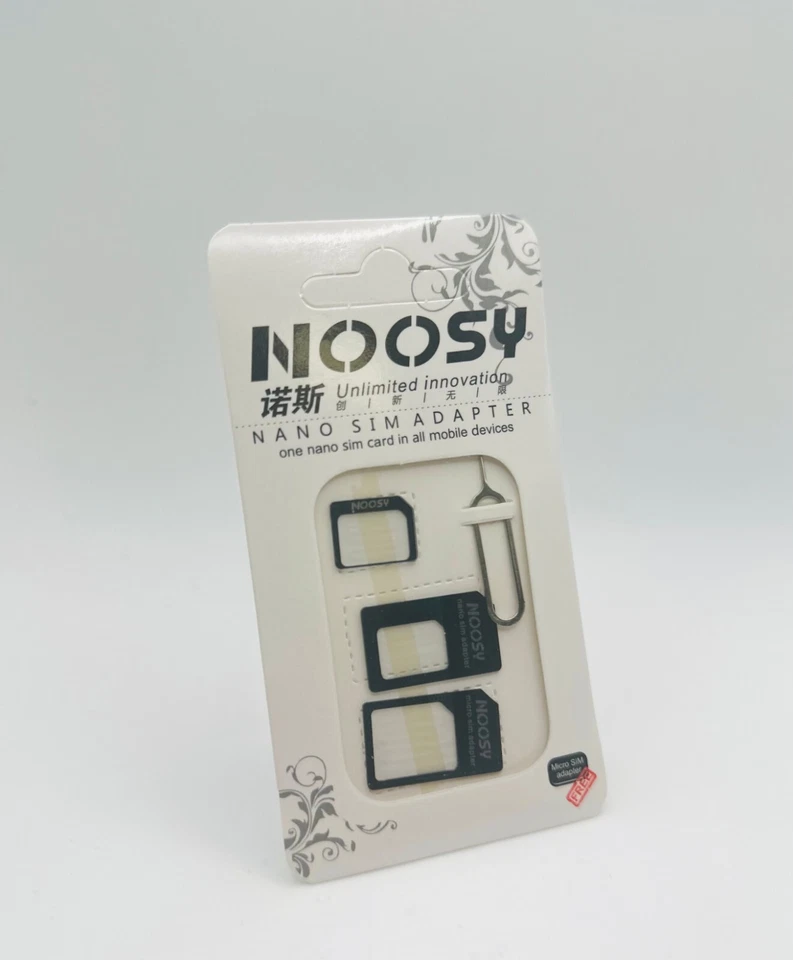 NOOSY
诺斯 Unlimited innovation
创 | 新 | 无 | 限
NANO SIM ADAPTER
one nano sim card in all mobile devices
NOOSY
NOOSY
nano sim adapter
NOOSY
micro sim adapter
Micro SIM
adapter
FREE